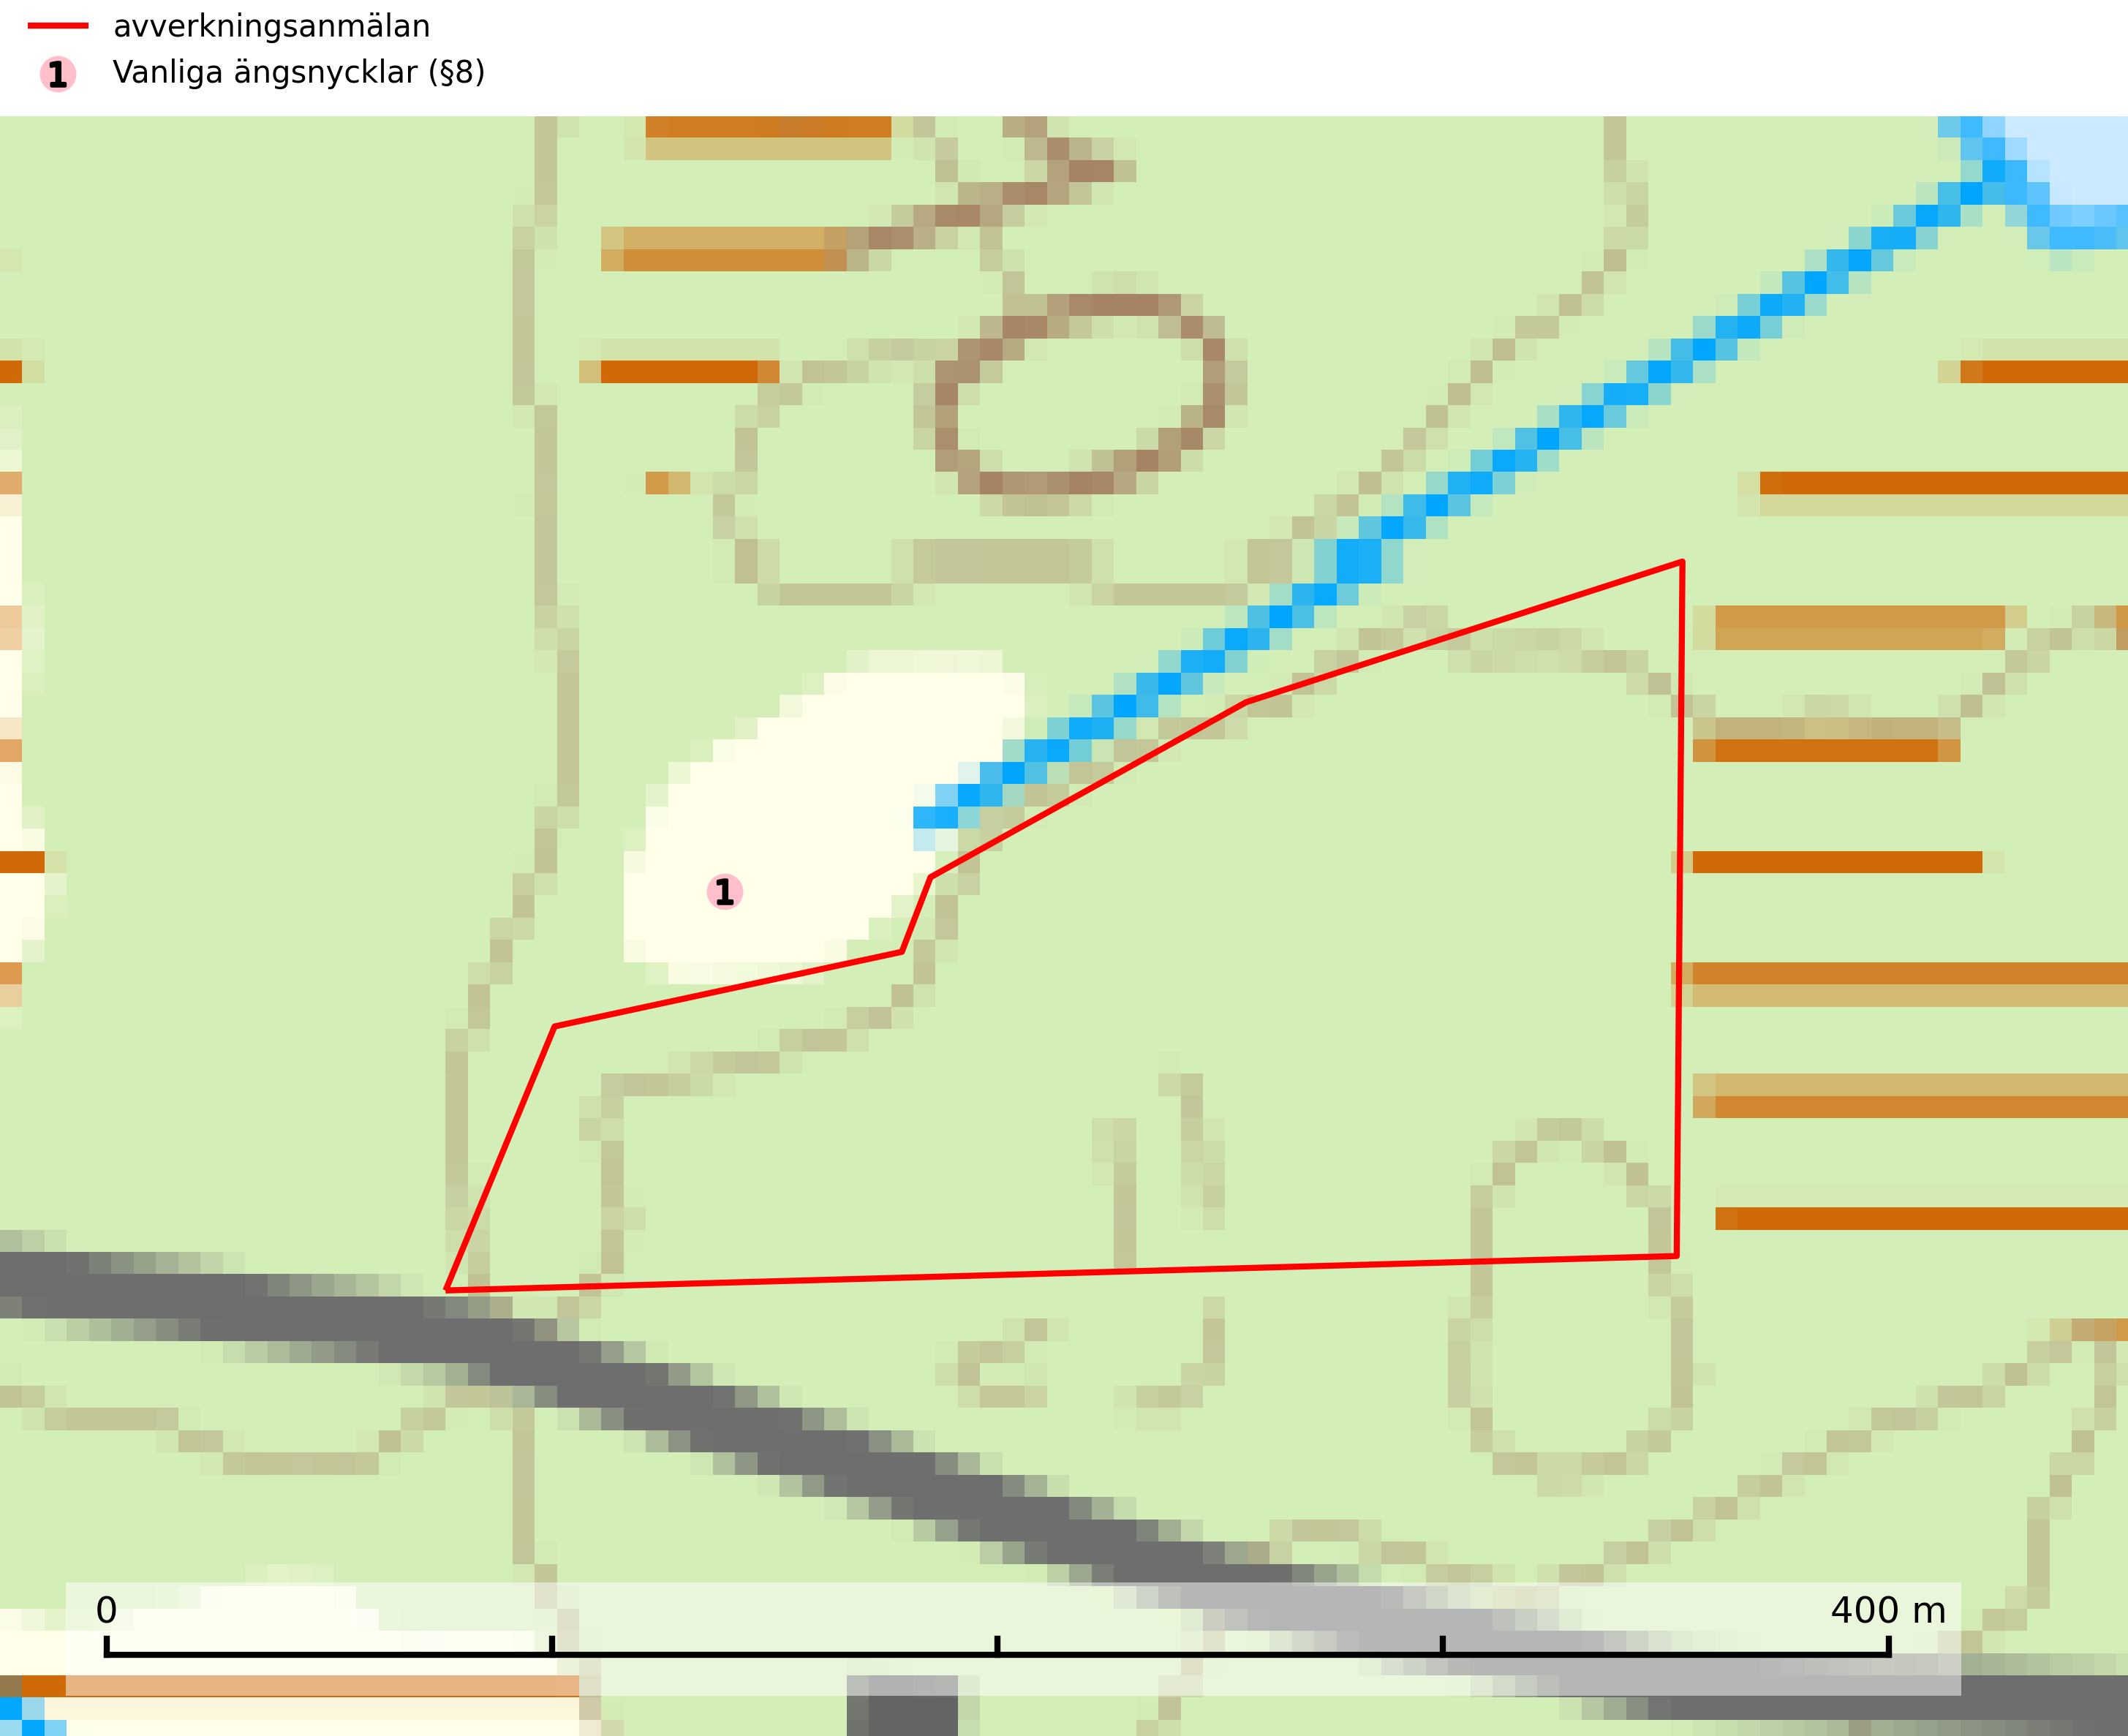 avverkningsanmälan
1 Vanliga ängsnycklar (§8)
1
0 400 m